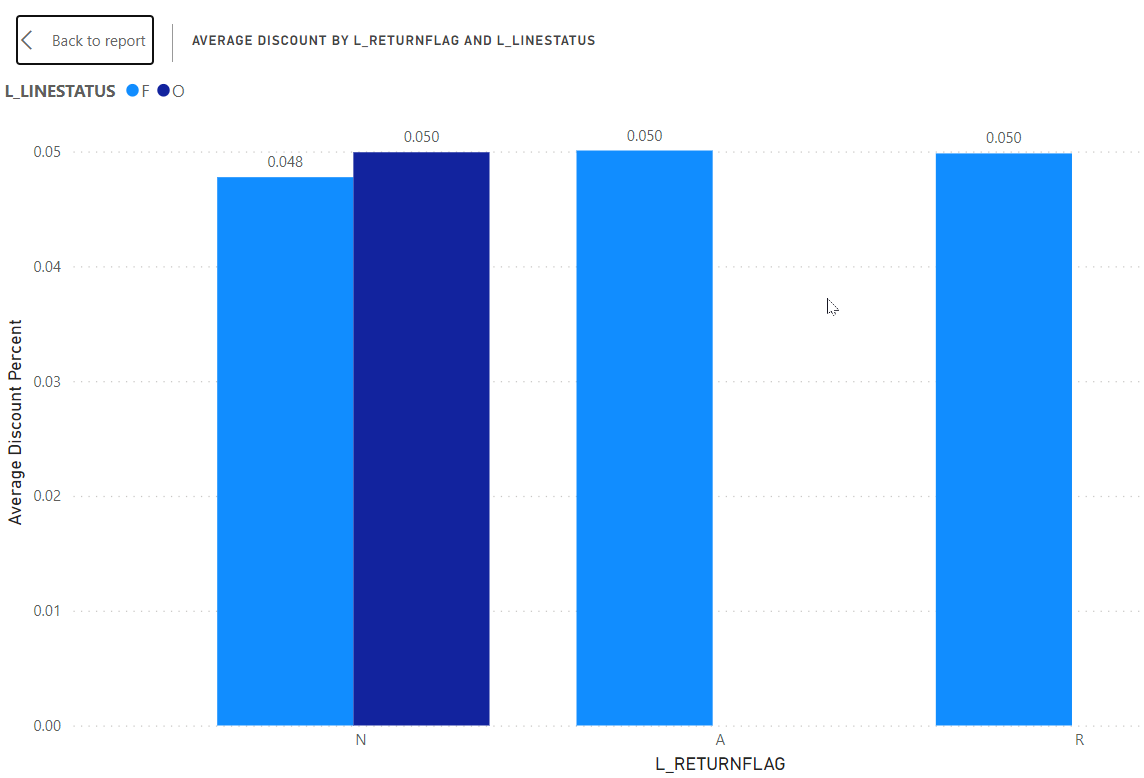 Back to report
AVERAGE DISCOUNT BY L_RETURNFLAG AND L_LINESTATUS
L_LINESTATUS F O
0.048
0.050
0.050
0.050
0.05
0.04
0.03
0.02
0.01
0.00
Average Discount Percent
N
A
R
L_RETURNFLAG